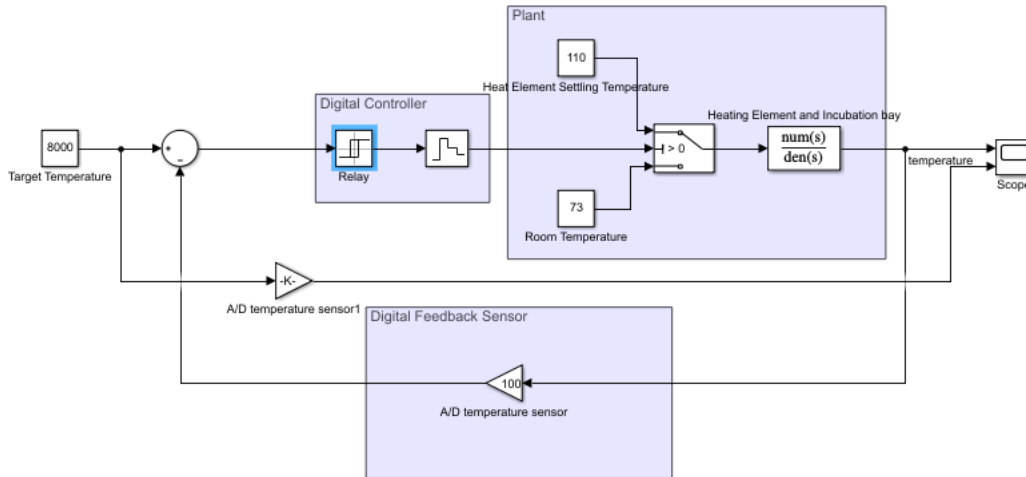 Plant
110
Heat Element Settling Temperature
Digital Controller
Heating Element and Incubation bay
8000
> 0
num(s)
den(s)
temperature
Target Temperature
Relay
Scope
73
Room Temperature
-K-
A/D temperature sensor1
Digital Feedback Sensor
100
A/D temperature sensor